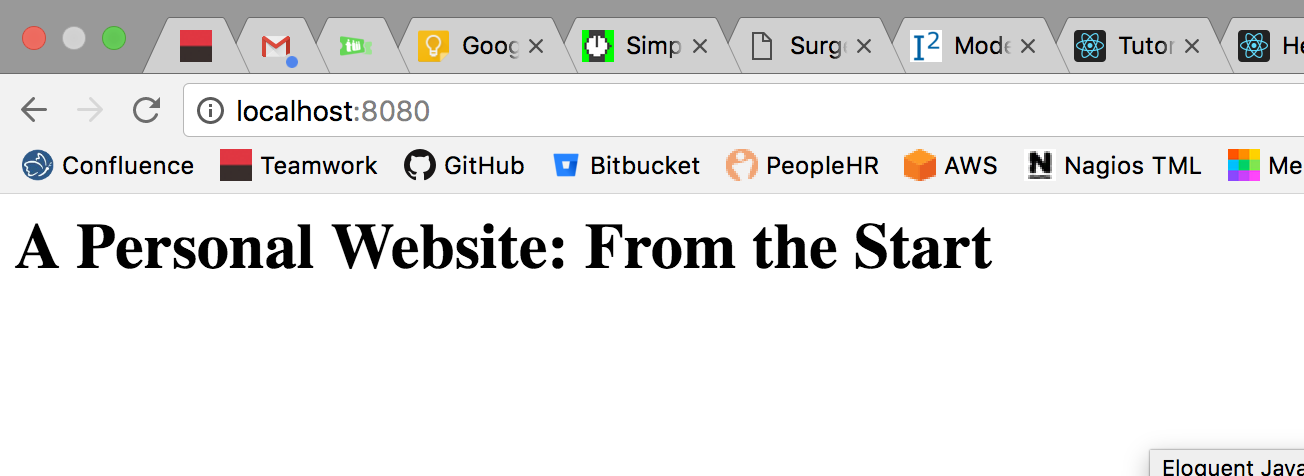 Goog Simp Surge Mode Tutor He
localhost:8080
Confluence Teamwork GitHub Bitbucket PeopleHR AWS Nagios TML Me
A Personal Website: From the Start
Eloquent Java